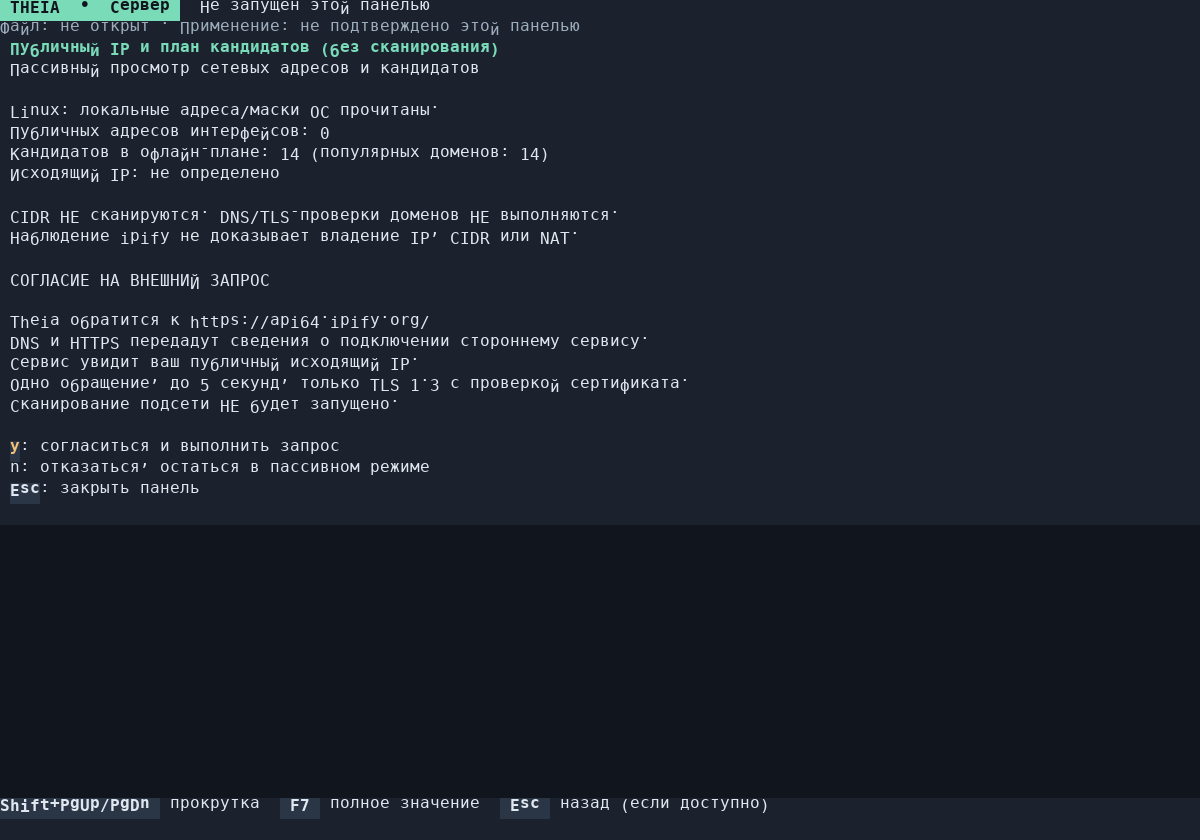 THEIA • Сервер Не запущен этой панелью
Файл: не открыт · Применение: не подтверждено этой панелью
Публичный IP и план кандидатов (без сканирования)
Пассивный просмотр сетевых адресов и кандидатов
Linux: локальные адреса/маски ОС прочитаны.
Публичных адресов интерфейсов: 0
Кандидатов в офлайн-плане: 14 (популярных доменов: 14)
Исходящий IP: не определено
CIDR НЕ сканируются. DNS/TLS-проверки доменов НЕ выполняются.
Наблюдение ipify не доказывает владение IP, CIDR или NAT.
СОГЛАСИЕ НА ВНЕШНИЙ ЗАПРОС
Theia обратится к https://api64.ipify.org/
DNS и HTTPS передадут сведения о подключении стороннему сервису.
Сервис увидит ваш публичный исходящий IP.
Одно обращение, до 5 секунд, только TLS 1.3 с проверкой сертификата.
Сканирование подсети НЕ будет запущено.
y: согласиться и выполнить запрос
n: отказаться, остаться в пассивном режиме
Esc: закрыть панель
Shift+PgUp/PgDn прокрутка F7 полное значение Esc назад (если доступно)